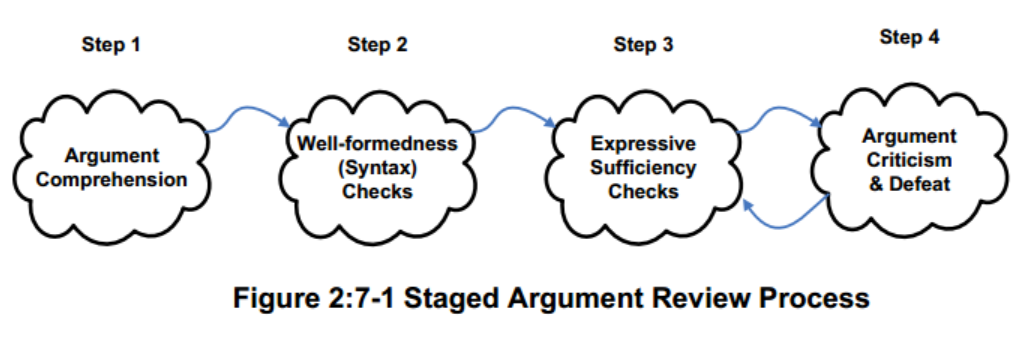 Step 1
Step 2
Step 3
Step 4
Argument
Comprehension
Well-formedness
(Syntax)
Checks
Expressive
Sufficiency
Checks
Argument
Criticism
& Defeat
Figure 2:7-1 Staged Argument Review Process